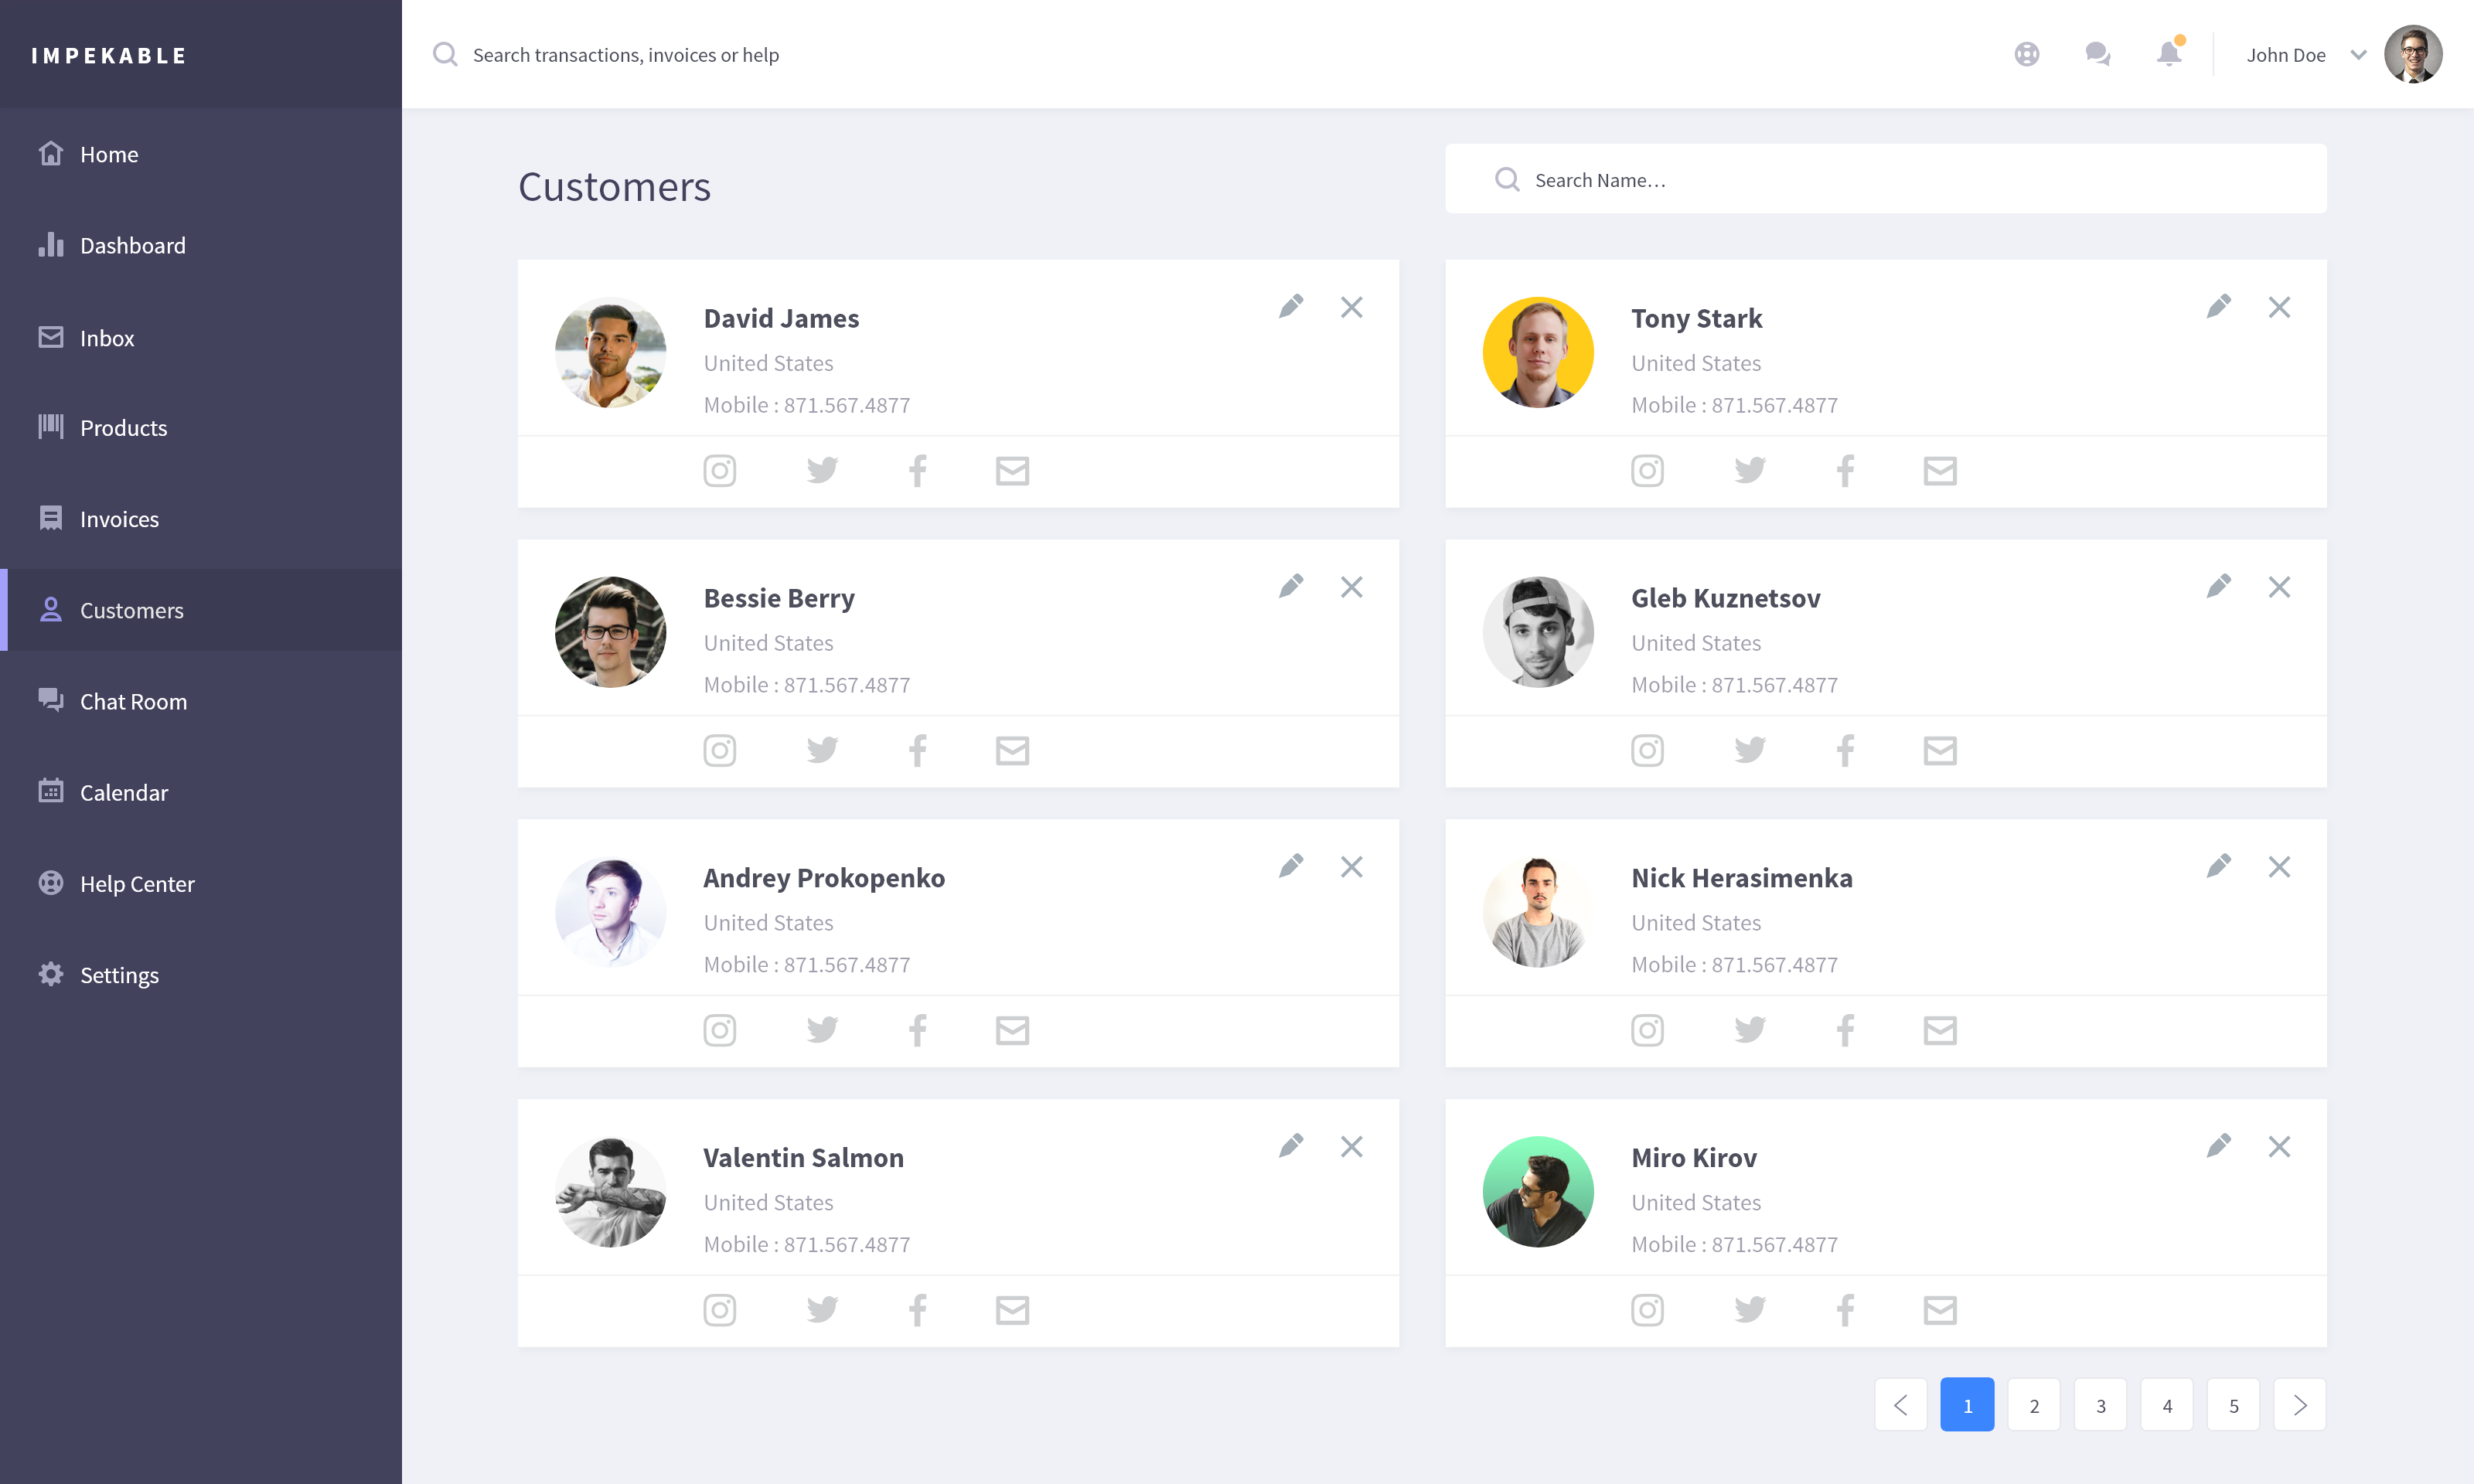 IMPEKABLE
Search transactions, invoices or help
John Doe
Home
Dashboard
Inbox
Products
Invoices
Customers
Chat Room
Calendar
Help Center
Settings
Customers
Search Name...
David James
United States
Mobile : 871.567.4877
Tony Stark
United States
Mobile : 871.567.4877
Bessie Berry
United States
Mobile : 871.567.4877
Gleb Kuznetsov
United States
Mobile : 871.567.4877
Andrey Prokopenko
United States
Mobile : 871.567.4877
Nick Herasimenka
United States
Mobile : 871.567.4877
Valentin Salmon
United States
Mobile : 871.567.4877
Miro Kirov
United States
Mobile : 871.567.4877
1 2 3 4 5